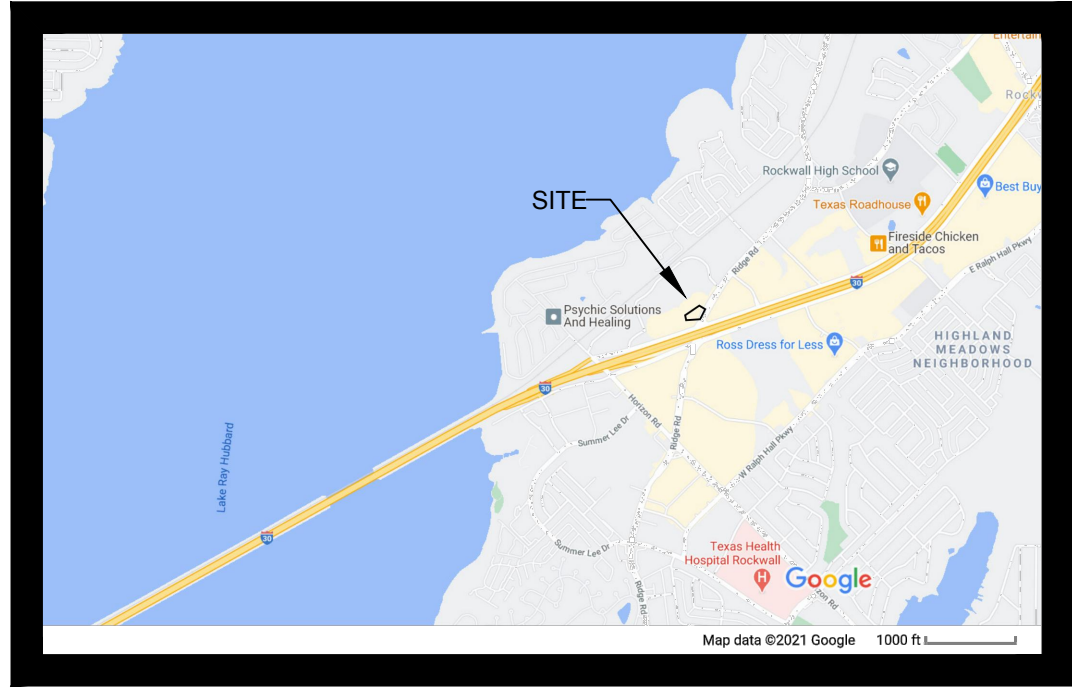 Entertain
Rockw
Rockwall High School
Best Buy
Texas Roadhouse
SITE
Fireside Chicken
and Tacos
E Ralph Hall Pkwy
Ridge Rd
30
Psychic Solutions
And Healing
Ross Dress for Less
HIGHLAND
MEADOWS
NEIGHBORHOOD
30
Horizon Rd
Summer Lee Dr
Ridge Rd
W Ralph Hall Pkwy
Lake Ray Hubbard
30
Summer Lee Dr
Texas Health
Hospital Rockwall
H
Google
zon Rd
Ridge Rd
Map data ©2021 Google 1000 ft